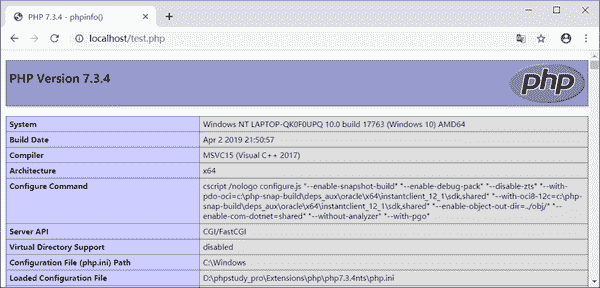 PHP 7.3.4 - phpinfo()
localhost/test.php
PHP Version 7.3.4
php
System Windows NT LAPTOP-QK0F0UPQ 10.0 build 17763 (Windows 10) AMD64
Build Date Apr 2 2019 21:50:57
Compiler MSVC15 (Visual C++ 2017)
Architecture x64
Configure Command cscript /nologo configure.js "--enable-snapshot-build" "--enable-debug-pack" "--disable-zts" "--with-
pdo-oci=c:\php-snap-build\deps_aux\oracle\x64\instantclient_12_1\sdk,shared" "--with-oci8-12c=c:\php-
snap-build\deps_aux\oracle\x64\instantclient_12_1\sdk,shared" "--enable-object-out-dir=../obj/" "--
enable-com-dotnet=shared" "--without-analyzer" "--with-pgo"
Server API CGI/FastCGI
Virtual Directory Support disabled
Configuration File (php.ini) Path C:\Windows
Loaded Configuration File D:\phpstudy_pro\Extensions\php\php7.3.4nts\php.ini